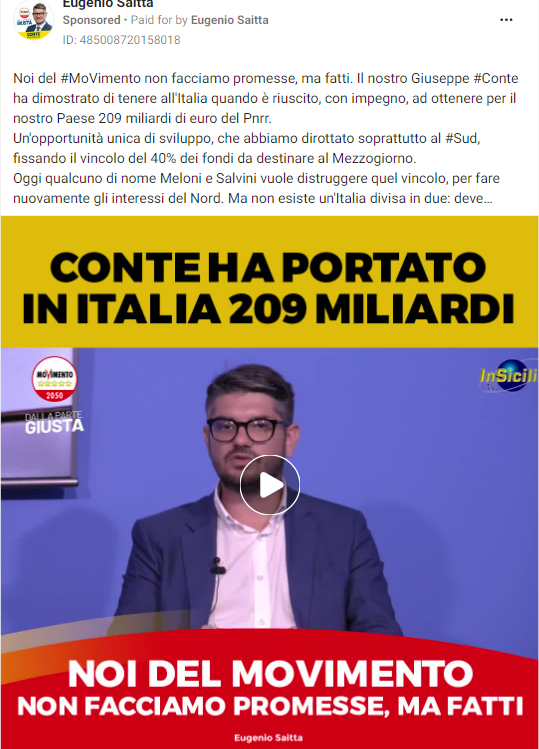 Eugenio Saitta
Sponsored • Paid for by Eugenio Saitta
ID: 485008720158018
Noi del #MoVimento non facciamo promesse, ma fatti. Il nostro Giuseppe #Conte
ha dimostrato di tenere all'Italia quando è riuscito, con impegno, ad ottenere per il
nostro Paese 209 miliardi di euro del Pnrr.
Un'opportunità unica di sviluppo, che abbiamo dirottato soprattutto al #Sud,
fissando il vincolo del 40% dei fondi da destinare al Mezzogiorno.
Oggi qualcuno di nome Meloni e Salvini vuole distruggere quel vincolo, per fare
nuovamente gli interessi del Nord. Ma non esiste un'Italia divisa in due: deve…
CONTE HA PORTATO
IN ITALIA 209 MILIARDI
MOVIMENTO
2050
DALLA PARTE
GIUSTA
InSicili
NOI DEL MOVIMENTO
NON FACCIAMO PROMESSE, MA FATTI
Eugenio Saitta